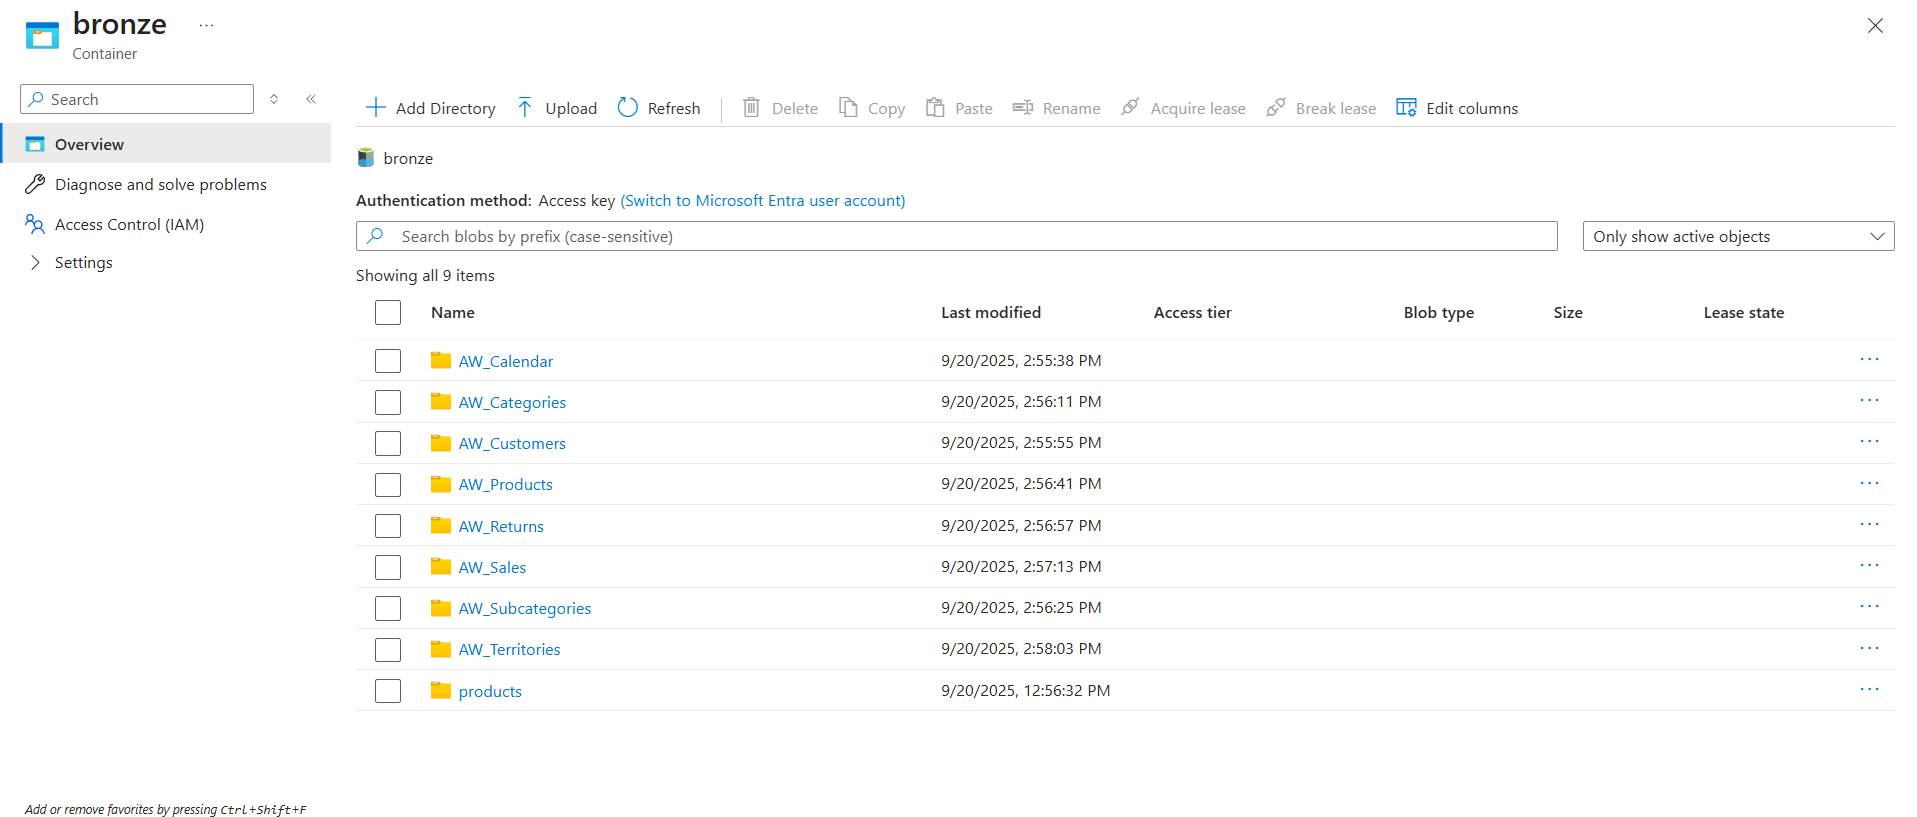 bronze ...
Container
Search
Overview
Diagnose and solve problems
Access Control (IAM)
Settings
Add Directory Upload Refresh Delete Copy Paste Rename Acquire lease Break lease Edit columns
bronze
Authentication method: Access key (Switch to Microsoft Entra user account)
Search blobs by prefix (case-sensitive) Only show active objects
Showing all 9 items
Name Last modified Access tier Blob type Size Lease state
AW_Calendar 9/20/2025, 2:55:38 PM ...
AW_Categories 9/20/2025, 2:56:11 PM ...
AW_Customers 9/20/2025, 2:55:55 PM ...
AW_Products 9/20/2025, 2:56:41 PM ...
AW_Returns 9/20/2025, 2:56:57 PM ...
AW_Sales 9/20/2025, 2:57:13 PM ...
AW_Subcategories 9/20/2025, 2:56:25 PM ...
AW_Territories 9/20/2025, 2:58:03 PM ...
products 9/20/2025, 12:56:32 PM ...
Add or remove favorites by pressing Ctrl+Shift+F